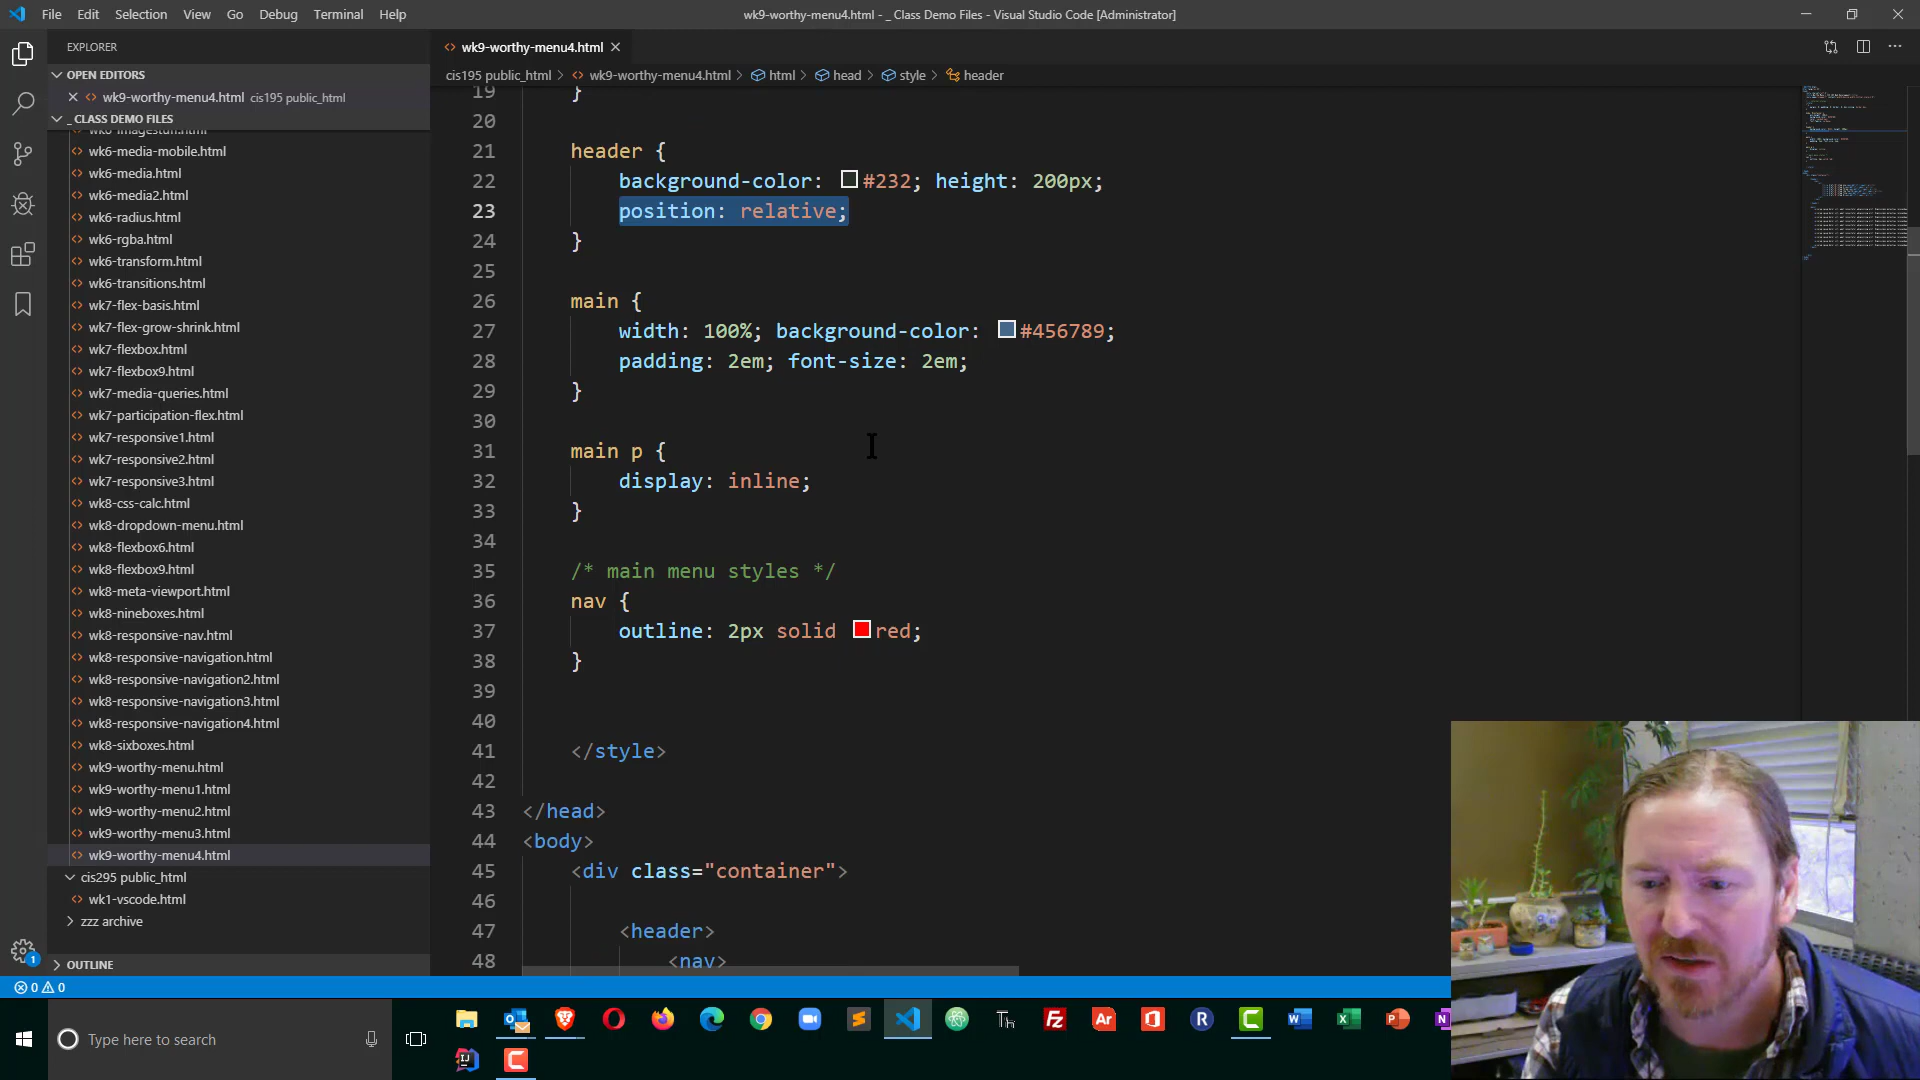 File Edit Selection View Go Debug Terminal Help
wk9-worthy-menu4.html - _ Class Demo Files - Visual Studio Code [Administrator]
EXPLORER
OPEN EDITORS
wk9-worthy-menu4.html cis195 public_html
_ CLASS DEMO FILES
wk6-media-mobile.html
wk6-media.html
wk6-media2.html
wk6-radius.html
wk6-rgba.html
wk6-transform.html
wk6-transitions.html
wk7-flex-basis.html
wk7-flex-grow-shrink.html
wk7-flexbox.html
wk7-flexbox9.html
wk7-media-queries.html
wk7-participation-flex.html
wk7-responsive1.html
wk7-responsive2.html
wk7-responsive3.html
wk8-css-calc.html
wk8-dropdown-menu.html
wk8-flexbox6.html
wk8-flexbox9.html
wk8-meta-viewport.html
wk8-nineboxes.html
wk8-responsive-nav.html
wk8-responsive-navigation.html
wk8-responsive-navigation2.html
wk8-responsive-navigation3.html
wk8-responsive-navigation4.html
wk8-sixboxes.html
wk9-worthy-menu.html
wk9-worthy-menu1.html
wk9-worthy-menu2.html
wk9-worthy-menu3.html
wk9-worthy-menu4.html
cis295 public_html
wk1-vscode.html
zzz archive
OUTLINE
wk9-worthy-menu4.html
cis195 public_html > wk9-worthy-menu4.html > html > head > style > header
19 }
20
21 header {
22 background-color: #232; height: 200px;
23 position: relative;
24 }
25
26 main {
27 width: 100%; background-color: #456789;
28 padding: 2em; font-size: 2em;
29 }
30
31 main p {
32 display: inline;
33 }
34
35 /* main menu styles */
36 nav {
37 outline: 2px solid red;
38 }
39
40
41 </style>
42
43 </head>
44 <body>
45 <div class="container">
46
47 <header>
48 <nav>
0 0
1
Type here to search